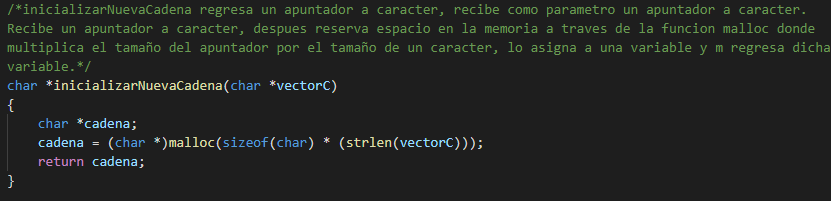 /*inicializarNuevaCadena regresa un apuntador a caracter, recibe como parametro un apuntador a caracter.
Recibe un apuntador a caracter, despues reserva espacio en la memoria a traves de la funcion malloc donde
multiplica el tamaño del apuntador por el tamaño de un caracter, lo asigna a una variable y m regresa dicha
variable.*/
char *inicializarNuevaCadena(char *vectorC)
{
    char *cadena;
    cadena = (char *)malloc(sizeof(char) * (strlen(vectorC)));
    return cadena;
}